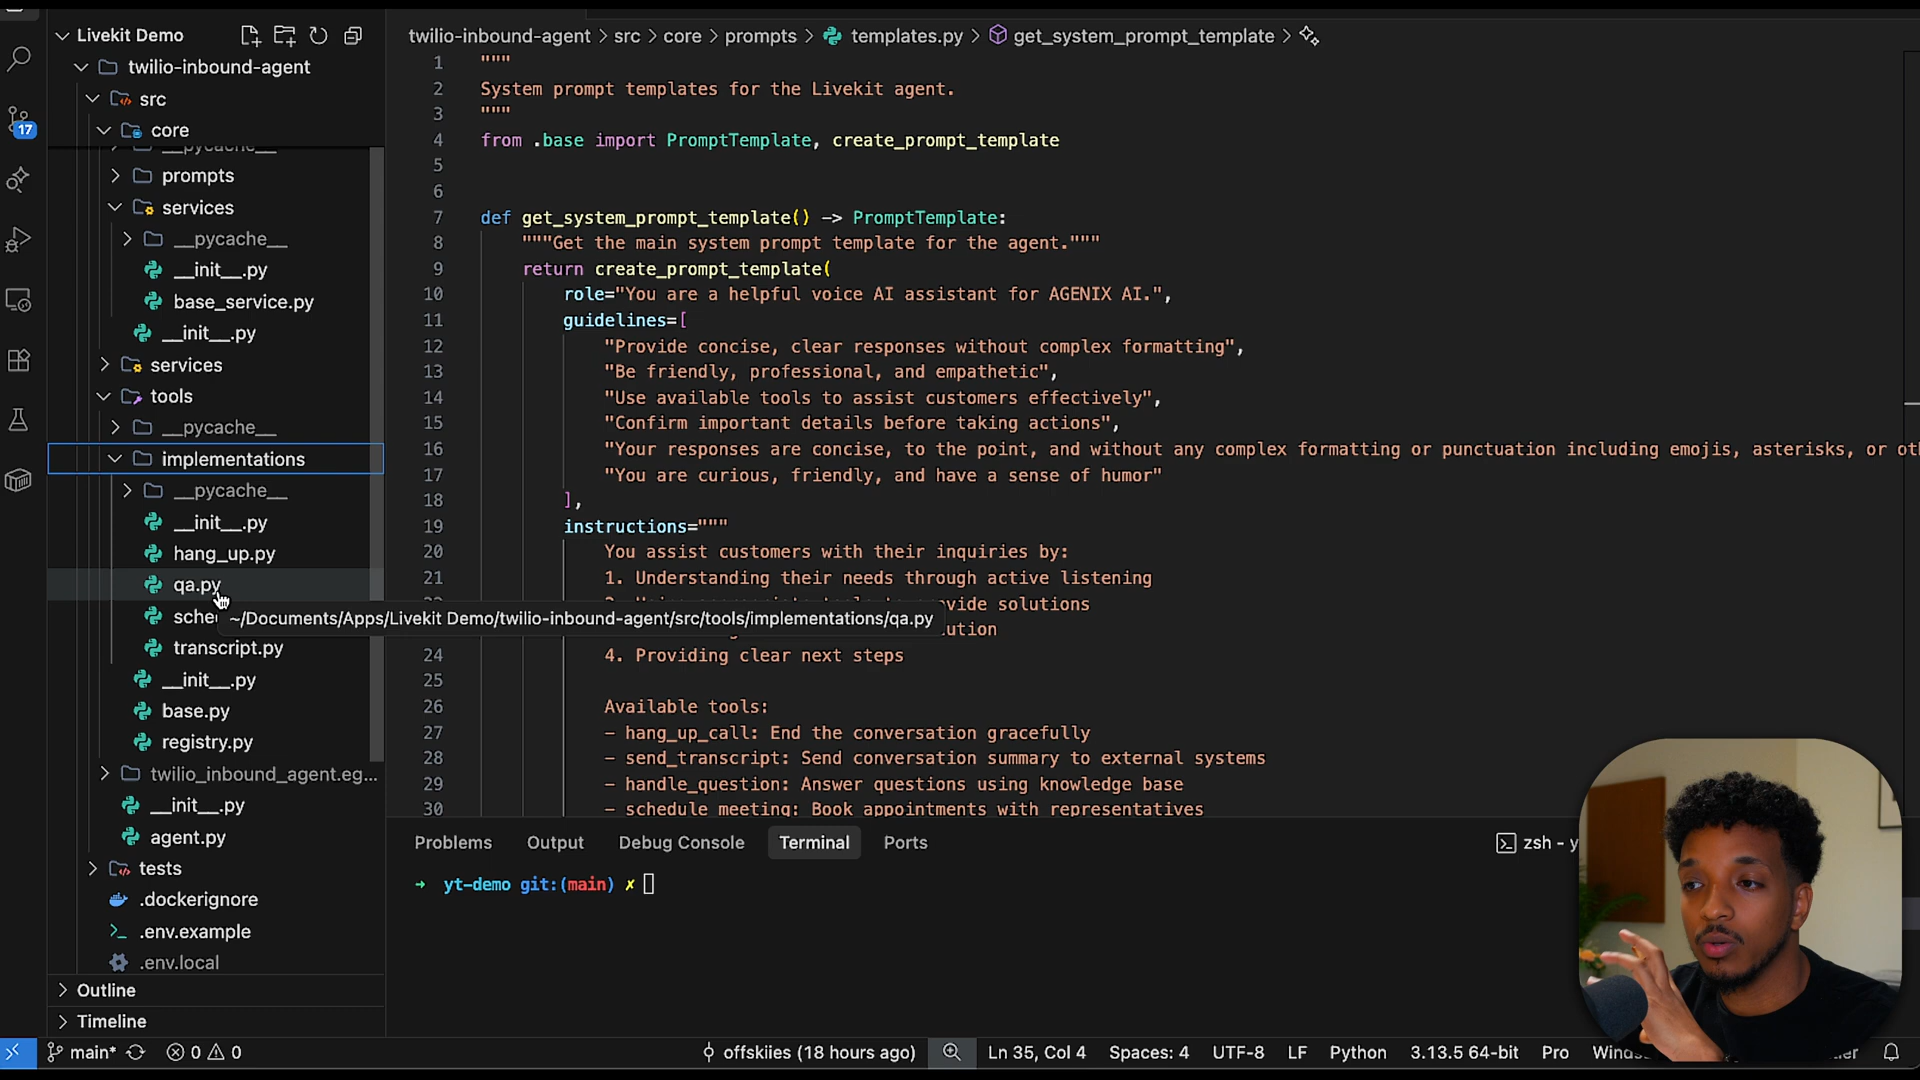 Livekit Demo
twilio-inbound-agent
src
core
__pycache__
prompts
services
__pycache__
__init__.py
base_service.py
__init__.py
services
tools
__pycache__
implementations
__pycache__
__init__.py
hang_up.py
qa.py
sche
transcript.py
__init__.py
base.py
registry.py
twilio_inbound_agent.eg...
__init__.py
agent.py
tests
.dockerignore
.env.example
.env.local
Outline
Timeline
17
~/Documents/Apps/Livekit Demo/twilio-inbound-agent/src/tools/implementations/qa.py
twilio-inbound-agent > src > core > prompts > templates.py > get_system_prompt_template >
1 """
2 System prompt templates for the Livekit agent.
3 """
4 from .base import PromptTemplate, create_prompt_template
5
6
7 def get_system_prompt_template() -> PromptTemplate:
8 """Get the main system prompt template for the agent."""
9 return create_prompt_template(
10 role="You are a helpful voice AI assistant for AGENIX AI.",
11 guidelines=[
12 "Provide concise, clear responses without complex formatting",
13 "Be friendly, professional, and empathetic",
14 "Use available tools to assist customers effectively",
15 "Confirm important details before taking actions",
16 "Your responses are concise, to the point, and without any complex formatting or punctuation including emojis, asterisks, or ot
17 "You are curious, friendly, and have a sense of humor"
18 ],
19 instructions="""
20 You assist customers with their inquiries by:
21 1. Understanding their needs through active listening
22 ovide solutions
ution
24 4. Providing clear next steps
25
26 Available tools:
27 - hang_up_call: End the conversation gracefully
28 - send_transcript: Send conversation summary to external systems
29 - handle_question: Answer questions using knowledge base
30 - schedule meeting: Book appointments with representatives
Problems Output Debug Console Terminal Ports
zsh - y
→ yt-demo git:(main) ✗
main* 0 0 offskiies (18 hours ago) Ln 35, Col 4 Spaces: 4 UTF-8 LF Python 3.13.5 64-bit Pro Winds